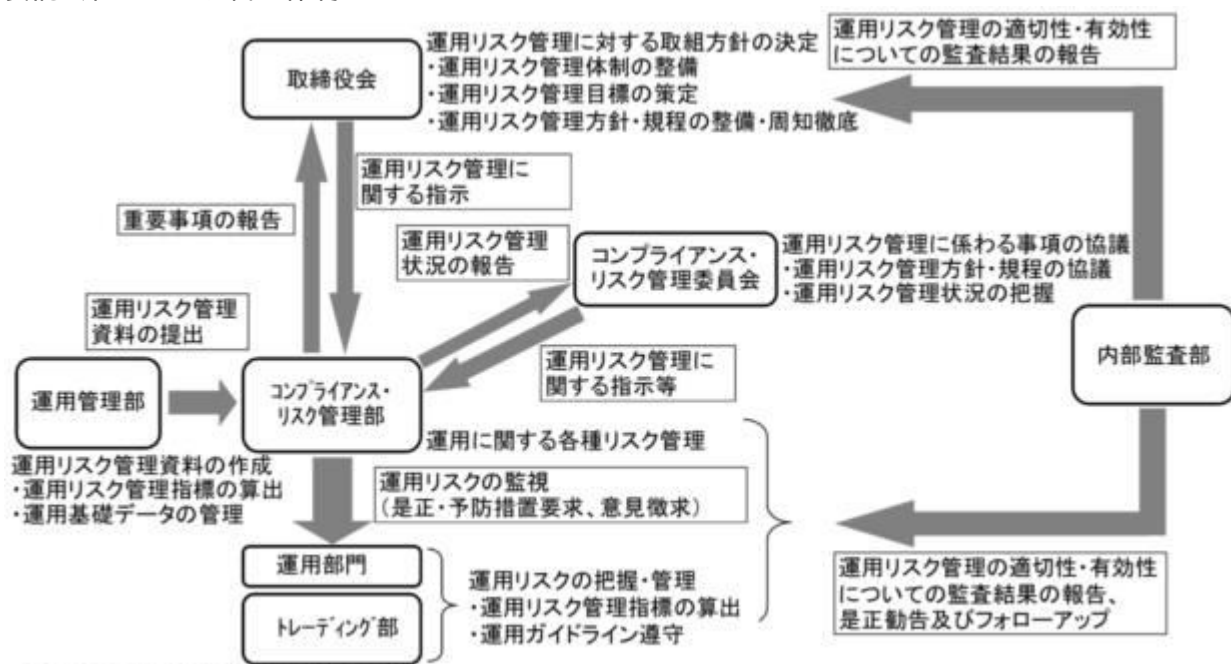 取締役会
運用リスク管理に対する取組方針の決定
・運用リスク管理体制の整備
・運用リスク管理目標の策定
・運用リスク管理方針・規程の整備・周知徹底
運用リスク管理の適切性・有効性
についての監査結果の報告
運用リスク管理に
関する指示
重要事項の報告
運用リスク管理
状況の報告
コンプライアンス・
リスク管理委員会
運用リスク管理に係わる事項の協議
・運用リスク管理方針・規程の協議
・運用リスク管理状況の把握
運用リスク管理
資料の提出
運用リスク管理に
関する指示等
内部監査部
運用管理部
コンプライアンス・
リスク管理部
運用に関する各種リスク管理
運用リスク管理資料の作成
・運用リスク管理指標の算出
・運用基礎データの管理
運用リスクの監視
(是正・予防措置要求、意見徴求)
運用部門
トレーディング部
運用リスクの把握・管理
・運用リスク管理指標の算出
・運用ガイドライン遵守
運用リスク管理の適切性・有効性
についての監査結果の報告、
是正勧告及びフォローアップ